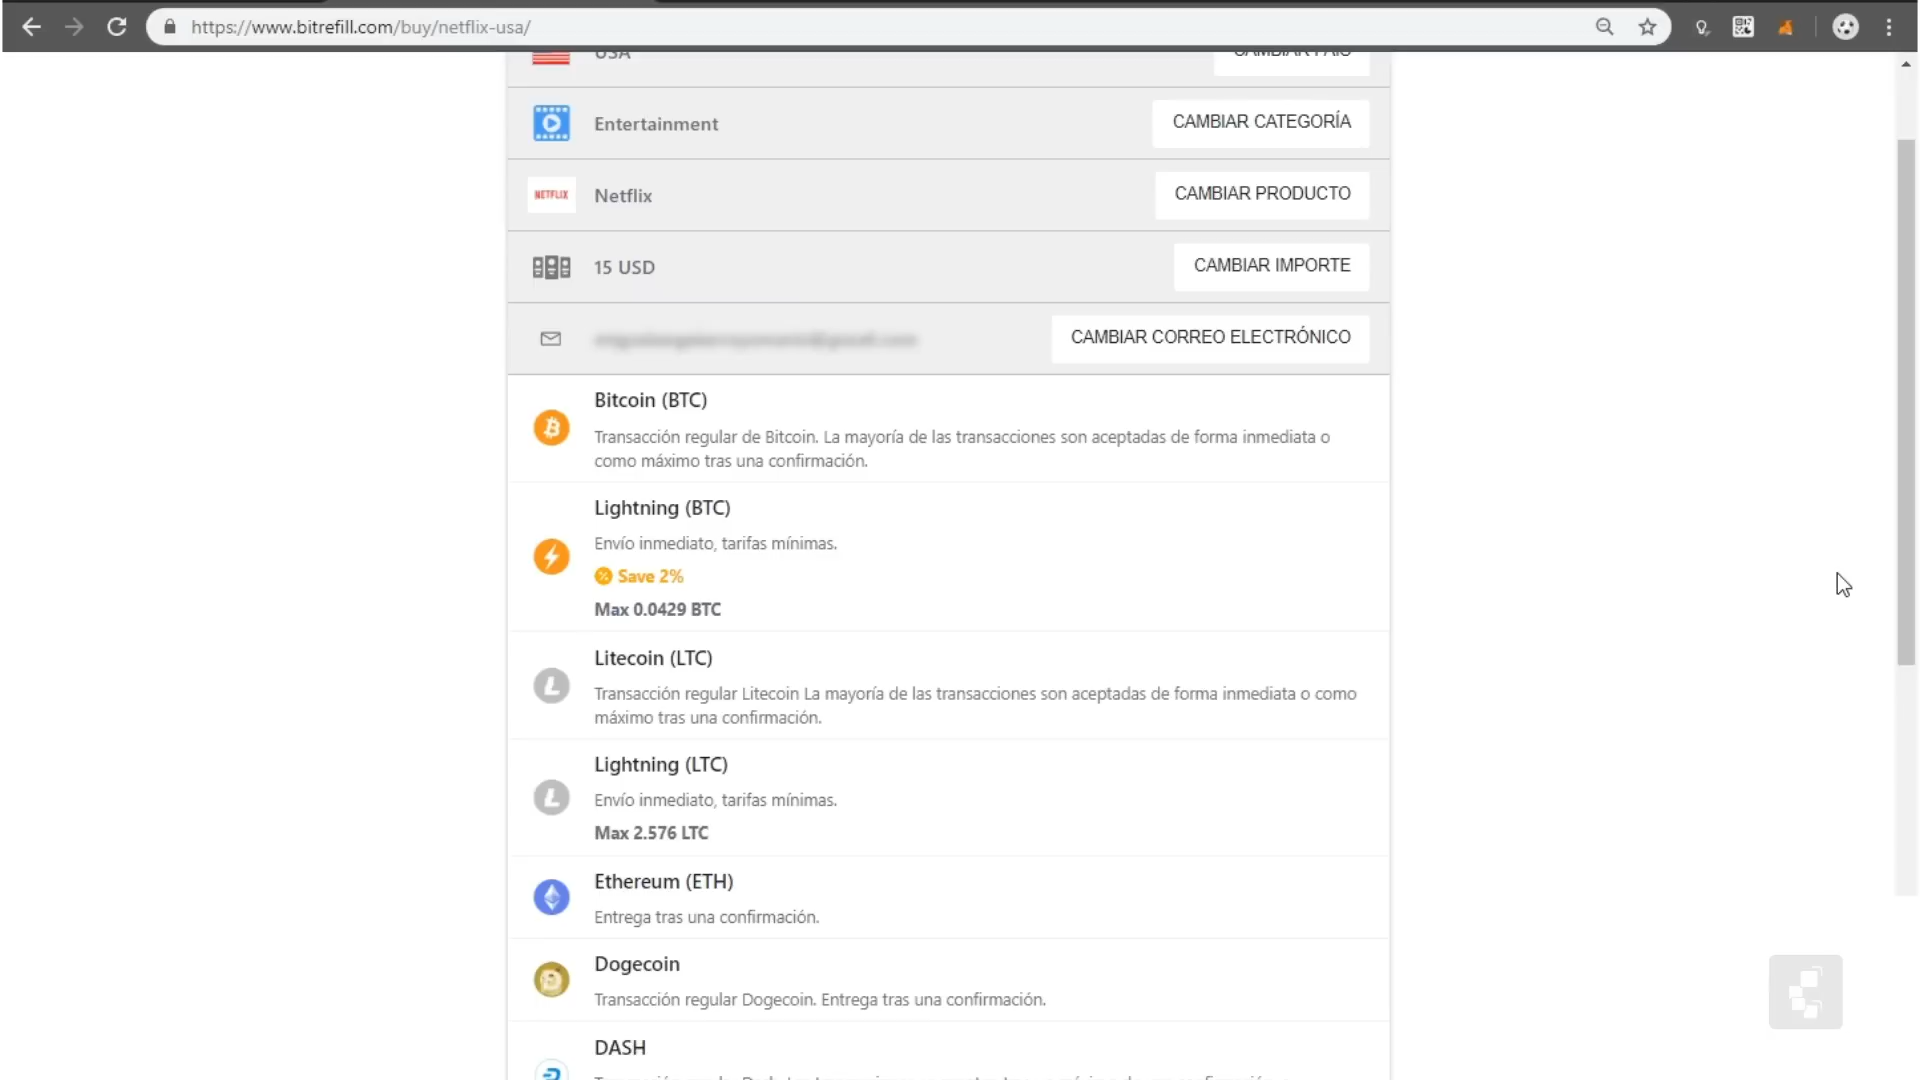 https://www.bitrefill.com/buy/netflix-usa/
USA
CAMBIAR PAÍS
Entertainment
CAMBIAR CATEGORÍA
NETFLIX
Netflix
CAMBIAR PRODUCTO
15 USD
CAMBIAR IMPORTE
CAMBIAR CORREO ELECTRÓNICO
Bitcoin (BTC)
Transacción regular de Bitcoin. La mayoría de las transacciones son aceptadas de forma inmediata o
como máximo tras una confirmación.
Lightning (BTC)
Envío inmediato, tarifas mínimas.
Save 2%
Max 0.0429 BTC
Litecoin (LTC)
Transacción regular Litecoin La mayoría de las transacciones son aceptadas de forma inmediata o como
máximo tras una confirmación.
Lightning (LTC)
Envío inmediato, tarifas mínimas.
Max 2.576 LTC
Ethereum (ETH)
Entrega tras una confirmación.
Dogecoin
Transacción regular Dogecoin. Entrega tras una confirmación.
DASH